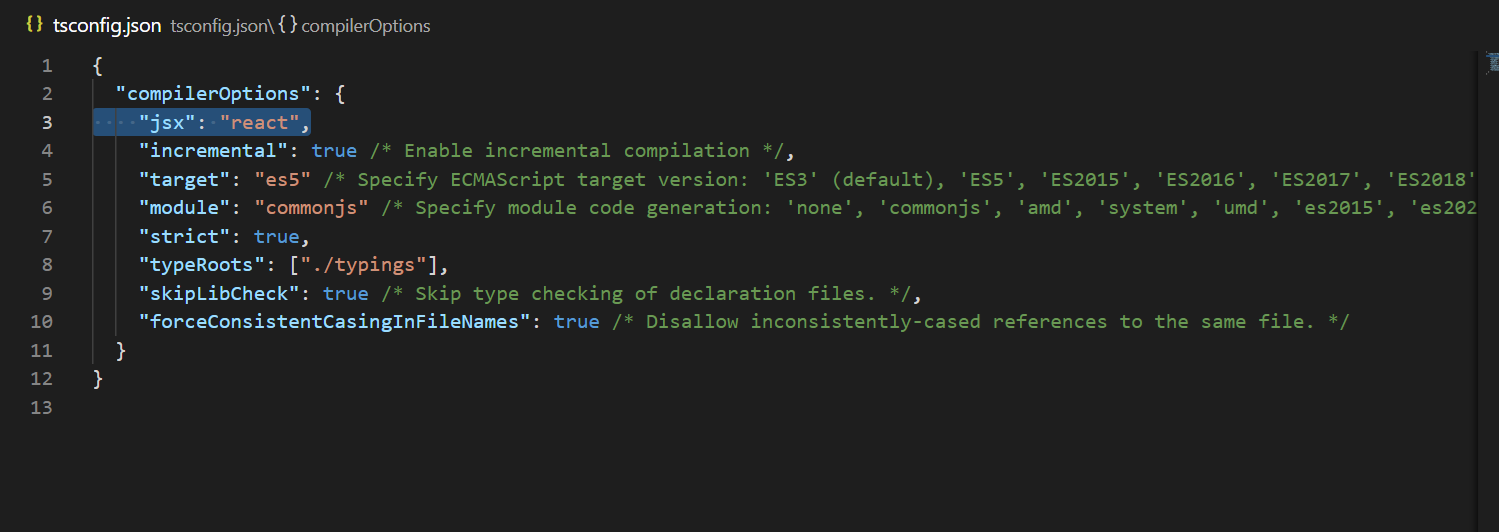 {} tsconfig.json tsconfig.json\{} compilerOptions
1 {
2 "compilerOptions": {
3 "jsx": "react",
4 "incremental": true /* Enable incremental compilation */,
5 "target": "es5" /* Specify ECMAScript target version: 'ES3' (default), 'ES5', 'ES2015', 'ES2016', 'ES2017', 'ES2018'
6 "module": "commonjs" /* Specify module code generation: 'none', 'commonjs', 'amd', 'system', 'umd', 'es2015', 'es202
7 "strict": true,
8 "typeRoots": ["./typings"],
9 "skipLibCheck": true /* Skip type checking of declaration files. */,
10 "forceConsistentCasingInFileNames": true /* Disallow inconsistently-cased references to the same file. */
11 }
12 }
13